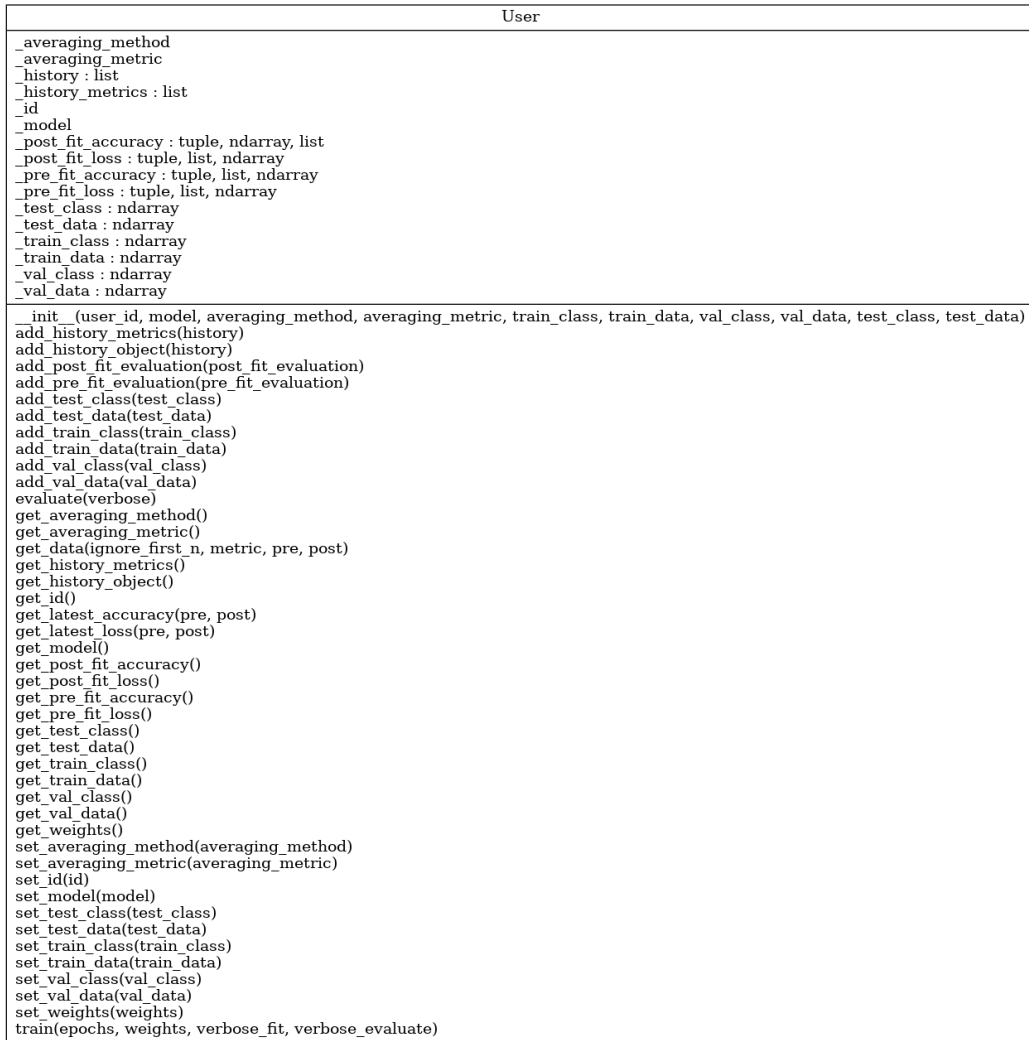 User
_averaging_method
_averaging_metric
_history : list
_history_metrics : list
_id
_model
_post_fit_accuracy : tuple, ndarray, list
_post_fit_loss : tuple, list, ndarray
_pre_fit_accuracy : tuple, list, ndarray
_pre_fit_loss : tuple, list, ndarray
_test_class : ndarray
_test_data : ndarray
_train_class : ndarray
_train_data : ndarray
_val_class : ndarray
_val_data : ndarray
__init__(user_id, model, averaging_method, averaging_metric, train_class, train_data, val_class, val_data, test_class, test_data)
add_history_metrics(history)
add_history_object(history)
add_post_fit_evaluation(post_fit_evaluation)
add_pre_fit_evaluation(pre_fit_evaluation)
add_test_class(test_class)
add_test_data(test_data)
add_train_class(train_class)
add_train_data(train_data)
add_val_class(val_class)
add_val_data(val_data)
evaluate(verbose)
get_averaging_method()
get_averaging_metric()
get_data(ignore_first_n, metric, pre, post)
get_history_metrics()
get_history_object()
get_id()
get_latest_accuracy(pre, post)
get_latest_loss(pre, post)
get_model()
get_post_fit_accuracy()
get_post_fit_loss()
get_pre_fit_accuracy()
get_pre_fit_loss()
get_test_class()
get_test_data()
get_train_class()
get_train_data()
get_val_class()
get_val_data()
get_weights()
set_averaging_method(averaging_method)
set_averaging_metric(averaging_metric)
set_id(id)
set_model(model)
set_test_class(test_class)
set_test_data(test_data)
set_train_class(train_class)
set_train_data(train_data)
set_val_class(val_class)
set_val_data(val_data)
set_weights(weights)
train(epochs, weights, verbose_fit, verbose_evaluate)